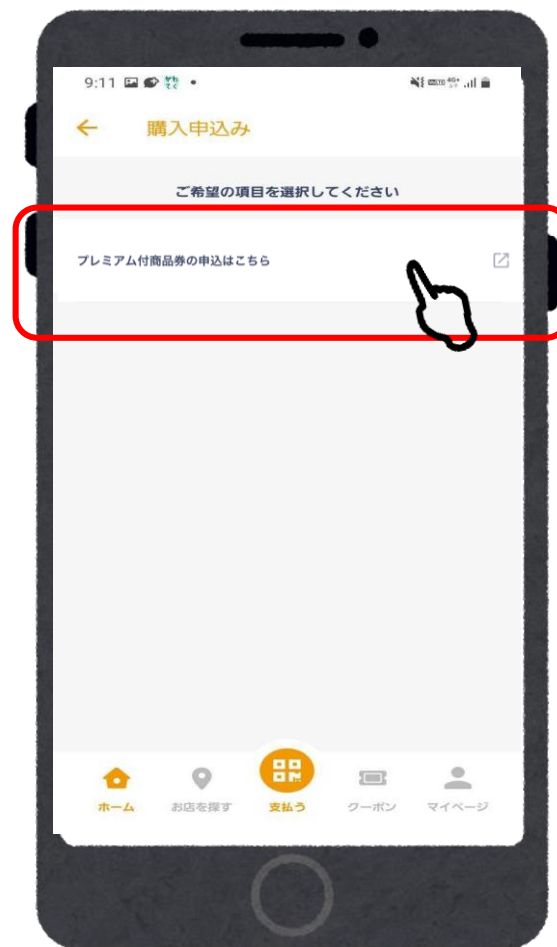 9:11
購入申込み
ご希望の項目を選択してください
プレミアム付商品券の申込はこちら
ホーム お店を探す 支払う クーポン マイページ